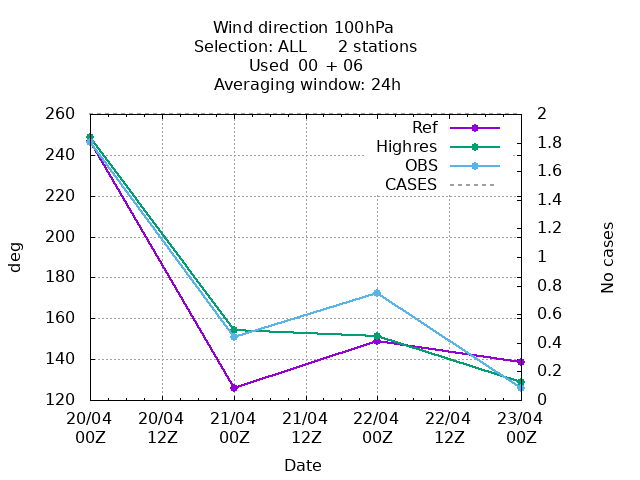 Wind direction 100hPa
Selection: ALL      2 stations
Used  00 + 06
Averaging window: 24h
260
240
220
200
180
160
140
120
deg
2
1.8
1.6
1.4
1.2
1
0.8
0.6
0.4
0.2
0
No cases
Ref
Highres
OBS
CASES
20/04 20/04 21/04 21/04 22/04 22/04 23/04
00Z 12Z 00Z 12Z 00Z 12Z 00Z
Date